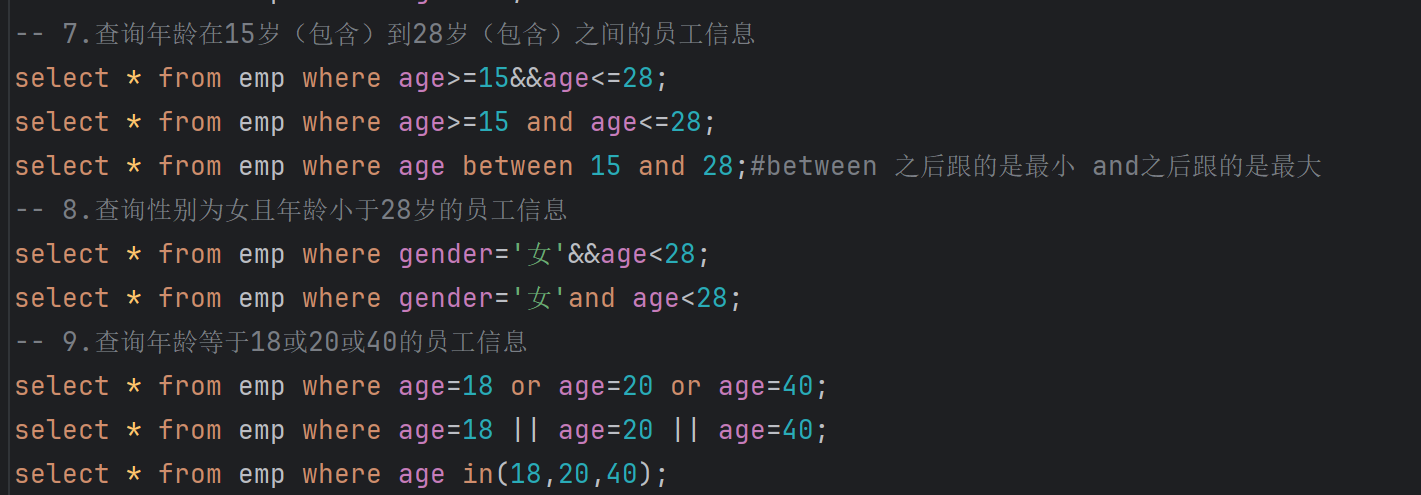 -- 7.查询年龄在15岁（包含）到28岁（包含）之间的员工信息
select * from emp where age>=15&&age<=28;
select * from emp where age>=15 and age<=28;
select * from emp where age between 15 and 28;#between 之后跟的是最小 and之后跟的是最大
-- 8.查询性别为女且年龄小于28岁的员工信息
select * from emp where gender='女'&&age<28;
select * from emp where gender='女'and age<28;
-- 9.查询年龄等于18或20或40的员工信息
select * from emp where age=18 or age=20 or age=40;
select * from emp where age=18 || age=20 || age=40;
select * from emp where age in(18,20,40);